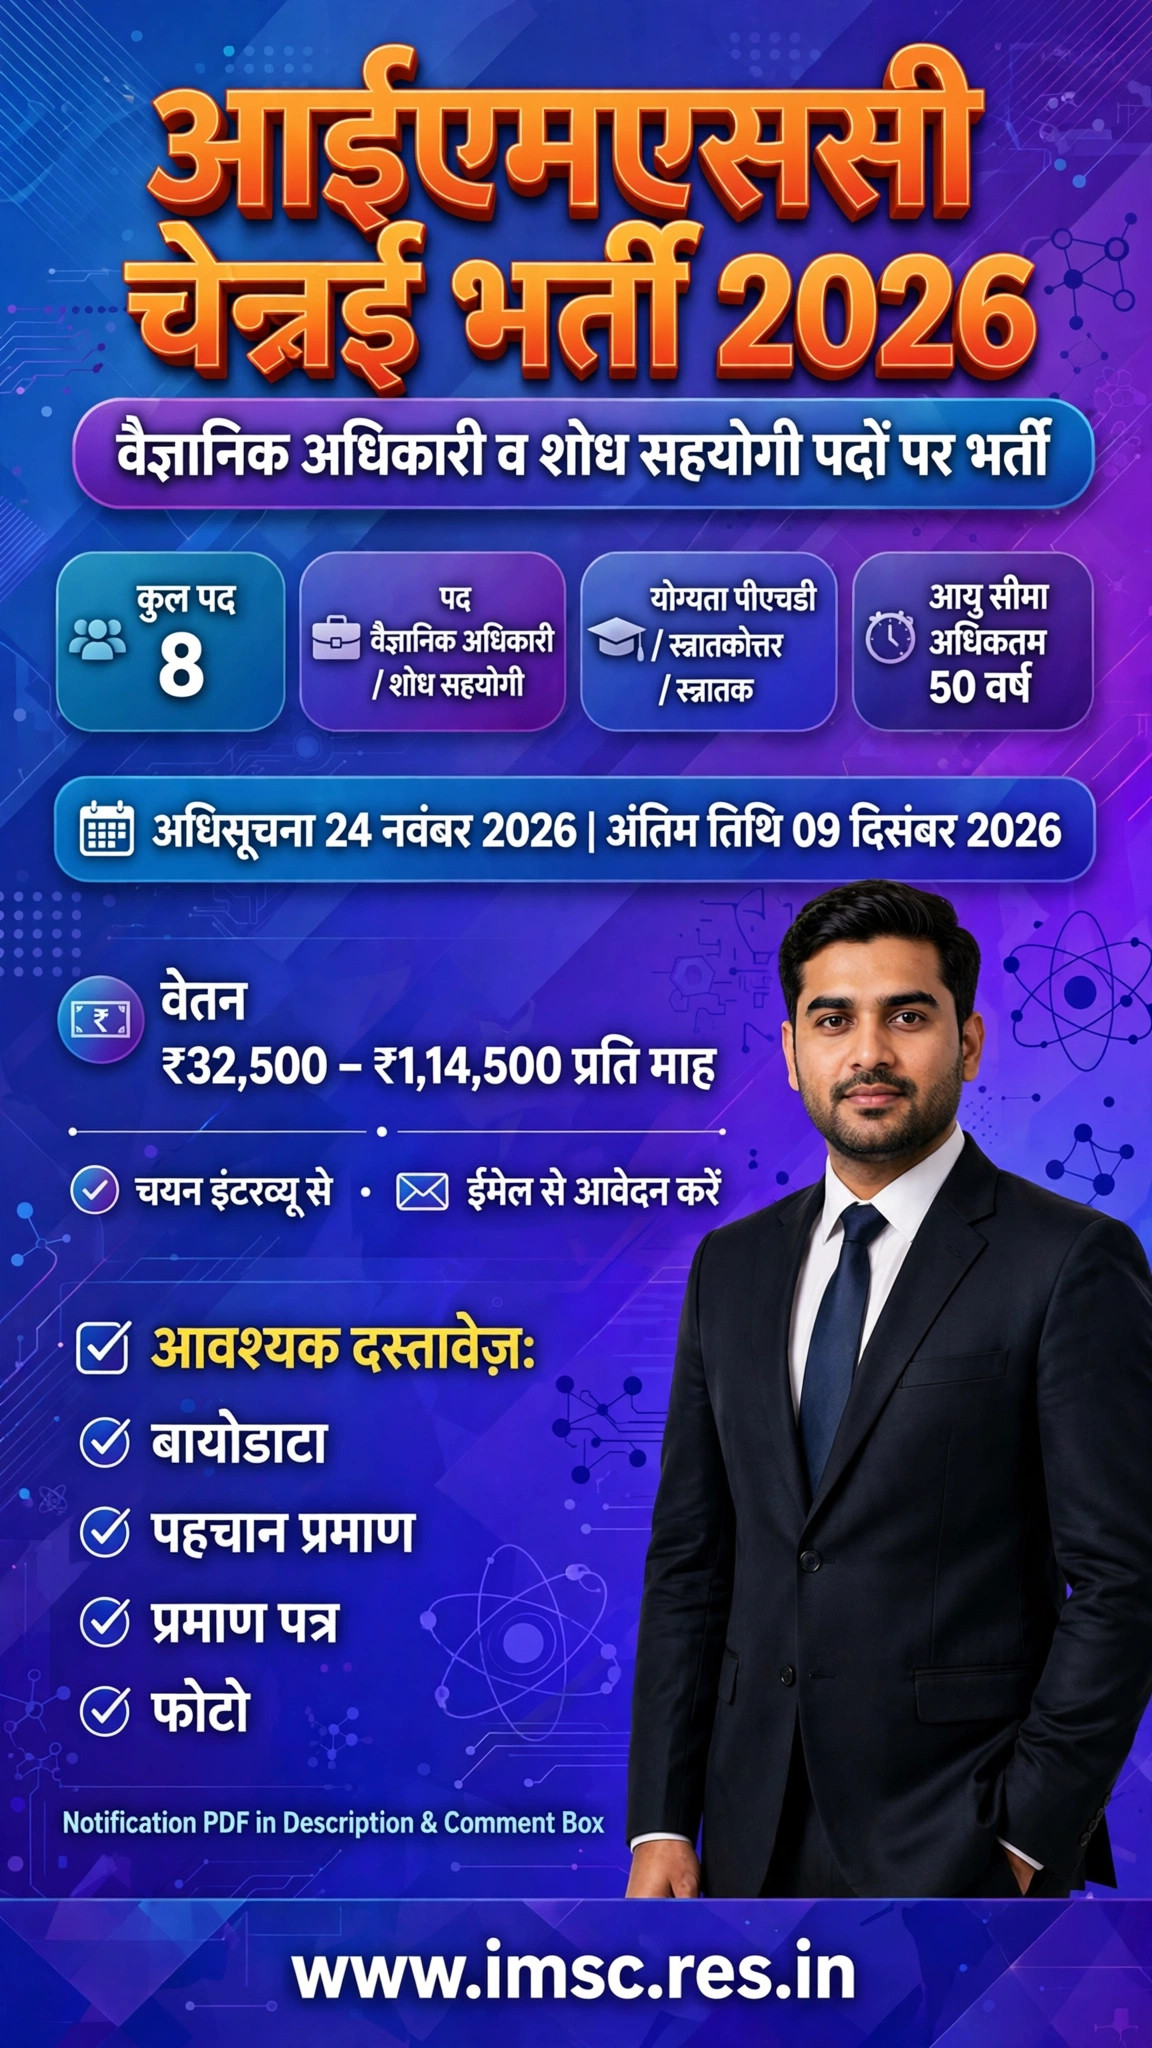 आईएमएससी
चेन्नई भर्ती 2026
वैज्ञानिक अधिकारी व शोध सहयोगी पदों पर भर्ती
कुल पद
8
पद
वैज्ञानिक अधिकारी
/ शोध सहयोगी
योग्यता पीएचडी
/ स्नातकोत्तर
/ स्नातक
आयु सीमा
अधिकतम
50 वर्ष
अधिसूचना 24 नवंबर 2026 | अंतिम तिथि 09 दिसंबर 2026
वेतन
₹32,500 – ₹1,14,500 प्रति माह
चयन इंटरव्यू से • ईमेल से आवेदन करें
आवश्यक दस्तावेज़:
बायोडाटा
पहचान प्रमाण
प्रमाण पत्र
फोटो
Notification PDF in Description & Comment Box
www.imsc.res.in